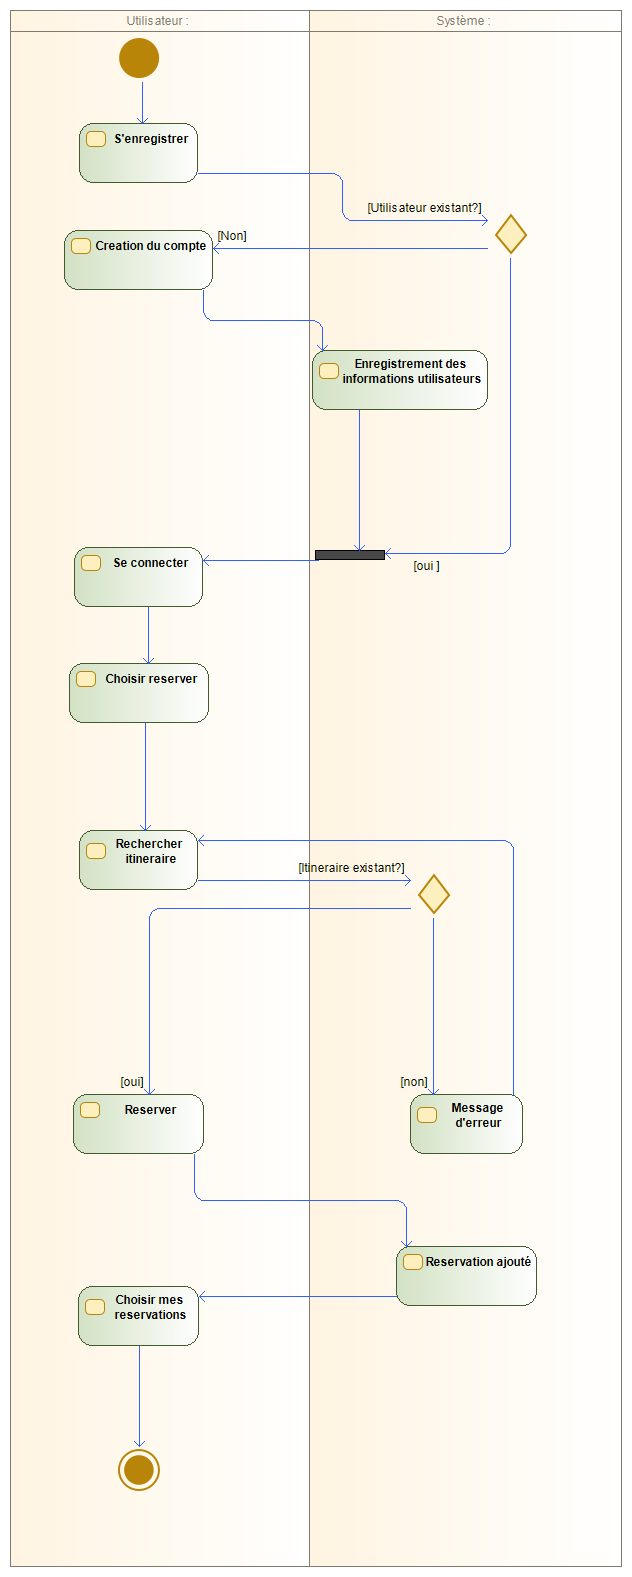 Utilisateur :
Système :
S'enregistrer
[Utilisateur existant?]
[Non]
Creation du compte
Enregistrement des
informations utilisateurs
Se connecter
[oui ]
Choisir reserver
Rechercher
itineraire
[Itineraire existant?]
[oui]
[non]
Reserver
Message
d'erreur
Reservation ajouté
Choisir mes
reservations